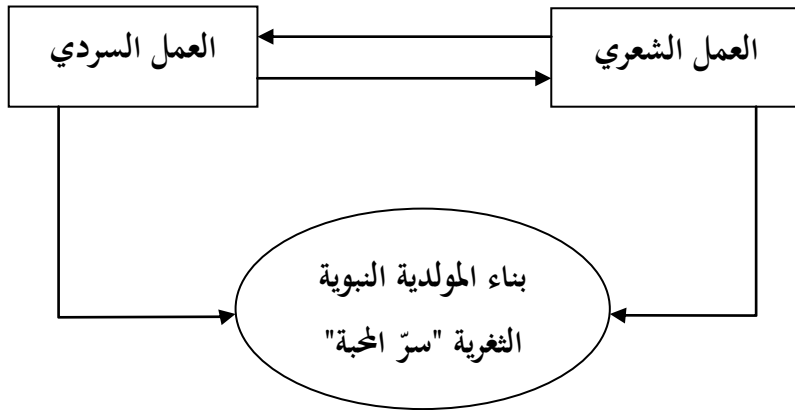 العمل الشعري
العمل السردي
بناء المولدية النبوية
الثغرية "سرّ المحبة"